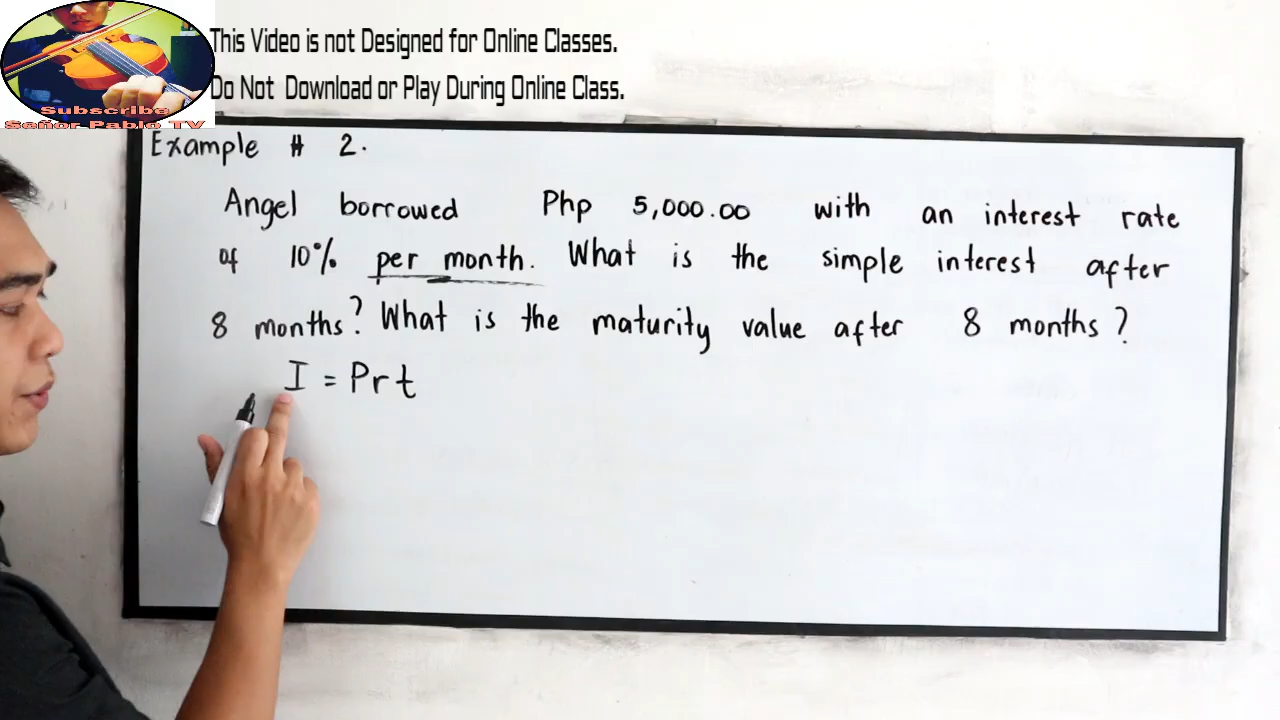 This Video is not Designed for Online Classes.
Do Not Download or Play During Online Class.
Subscribe
Señor Pablo TV
Example # 2.
Angel borrowed Php 5,000.00 with an interest rate
of 10% per month. What is the simple interest after
8 months? What is the maturity value after 8 months?
I = Prt